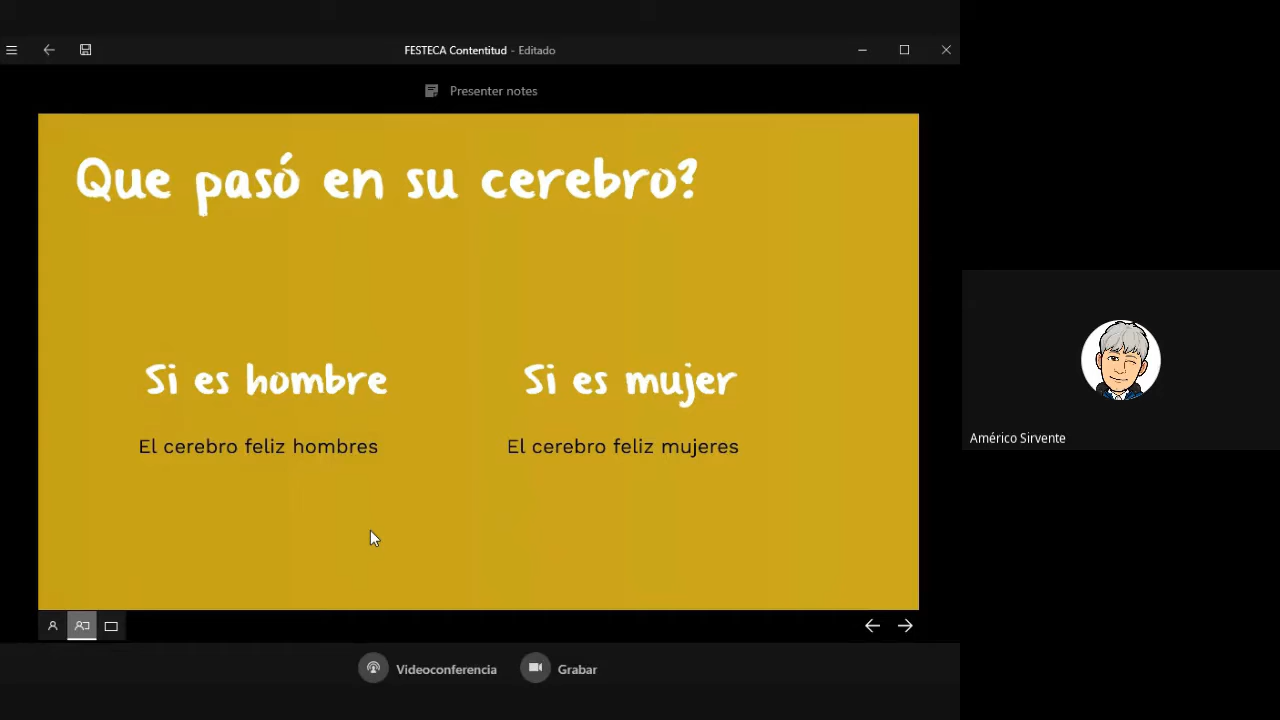 FESTECA Contentitud - Editado
Presenter notes
Que pasó en su cerebro?
Si es hombre
Si es mujer
El cerebro feliz hombres
El cerebro feliz mujeres
Américo Sirvente
Videoconferencia
Grabar